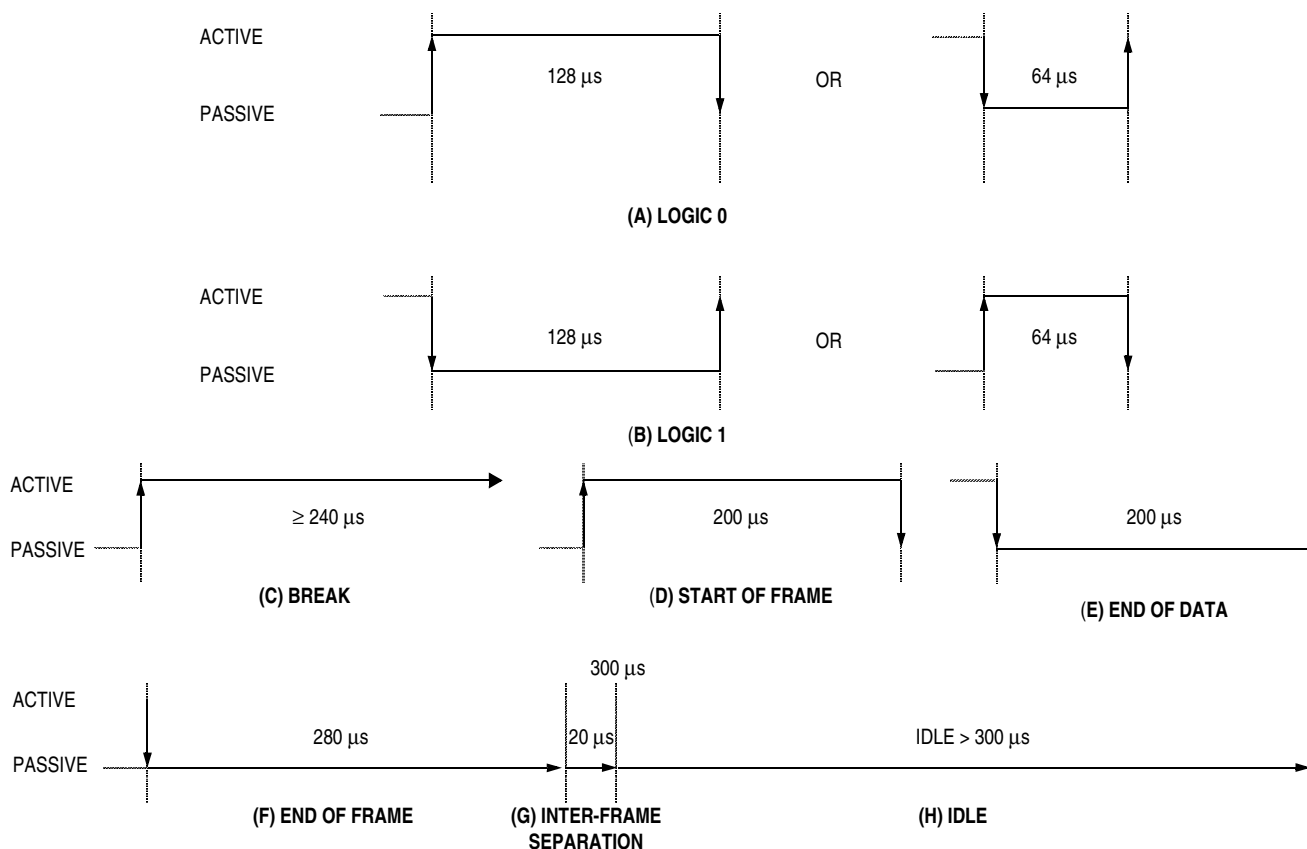 ACTIVE
128 μs
OR
64 μs
PASSIVE
(A) LOGIC 0
ACTIVE
128 μs
OR
64 μs
PASSIVE
(B) LOGIC 1
ACTIVE
≥ 240 μs
200 μs
200 μs
PASSIVE
(C) BREAK
(D) START OF FRAME
(E) END OF DATA
300 μs
ACTIVE
280 μs
20 μs
IDLE > 300 μs
PASSIVE
(F) END OF FRAME
(G) INTER-FRAME
SEPARATION
(H) IDLE